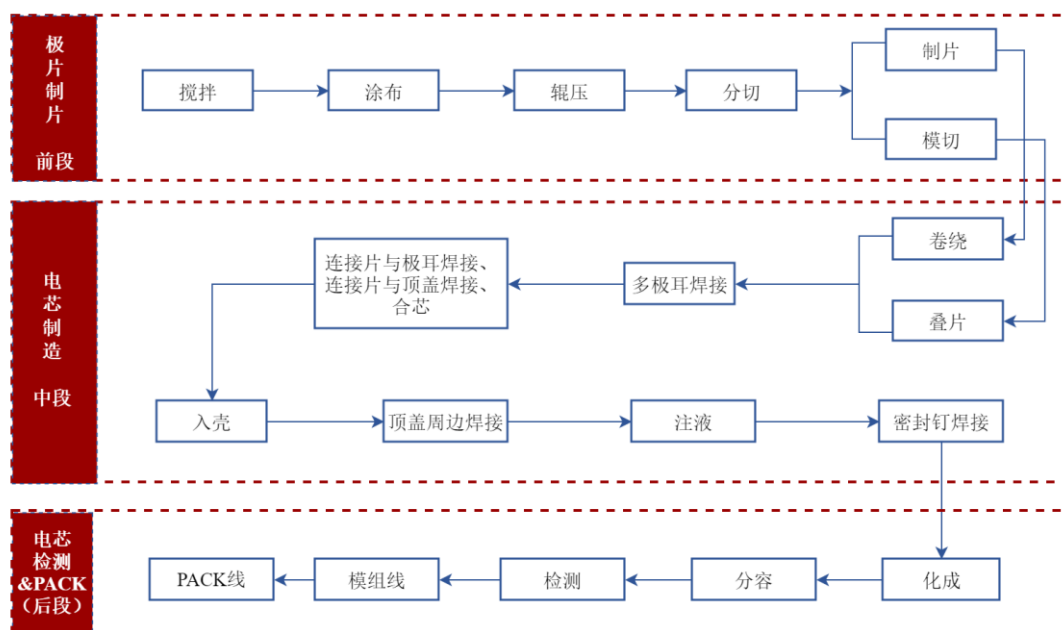 极
片
制
片
前段
搅拌
涂布
辊压
分切
制片
模切
电
芯
制
造
中段
卷绕
叠片
多极耳焊接
连接片与极耳焊接、
连接片与顶盖焊接、
合芯
入壳
顶盖周边焊接
注液
密封钉焊接
电芯
检测
&PACK
（后段）
化成
分容
检测
模组线
PACK线